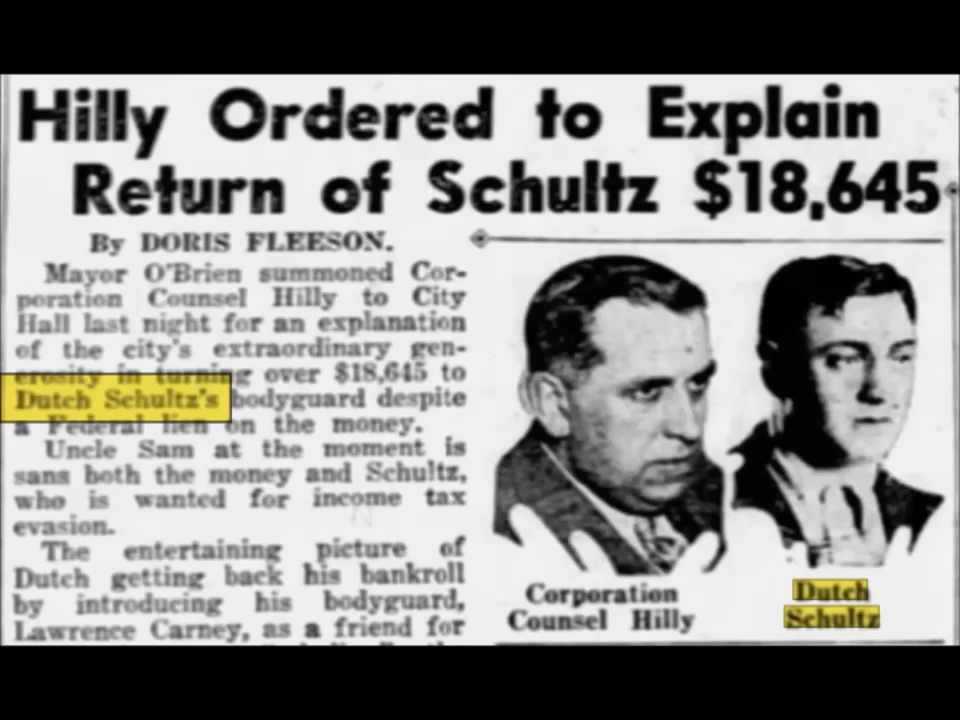 Hilly Ordered to Explain
Return of Schultz $18,645
By DORIS FLEESON.
Mayor O'Brien summoned Cor-
poration Counsel Hilly to City
Hall last night for an explanation
of the city's extraordinary gen-
erosity in turning over $18,645 to
Dutch Schultz's bodyguard despite
a Federal lien on the money.
Uncle Sam at the moment is
sans both the money and Schultz,
who is wanted for income tax
evasion.
The entertaining picture of
Dutch getting back his bankroll
by introducing his bodyguard,
Lawrence Carney, as a friend for
Corporation
Counsel Hilly
Dutch
Schultz